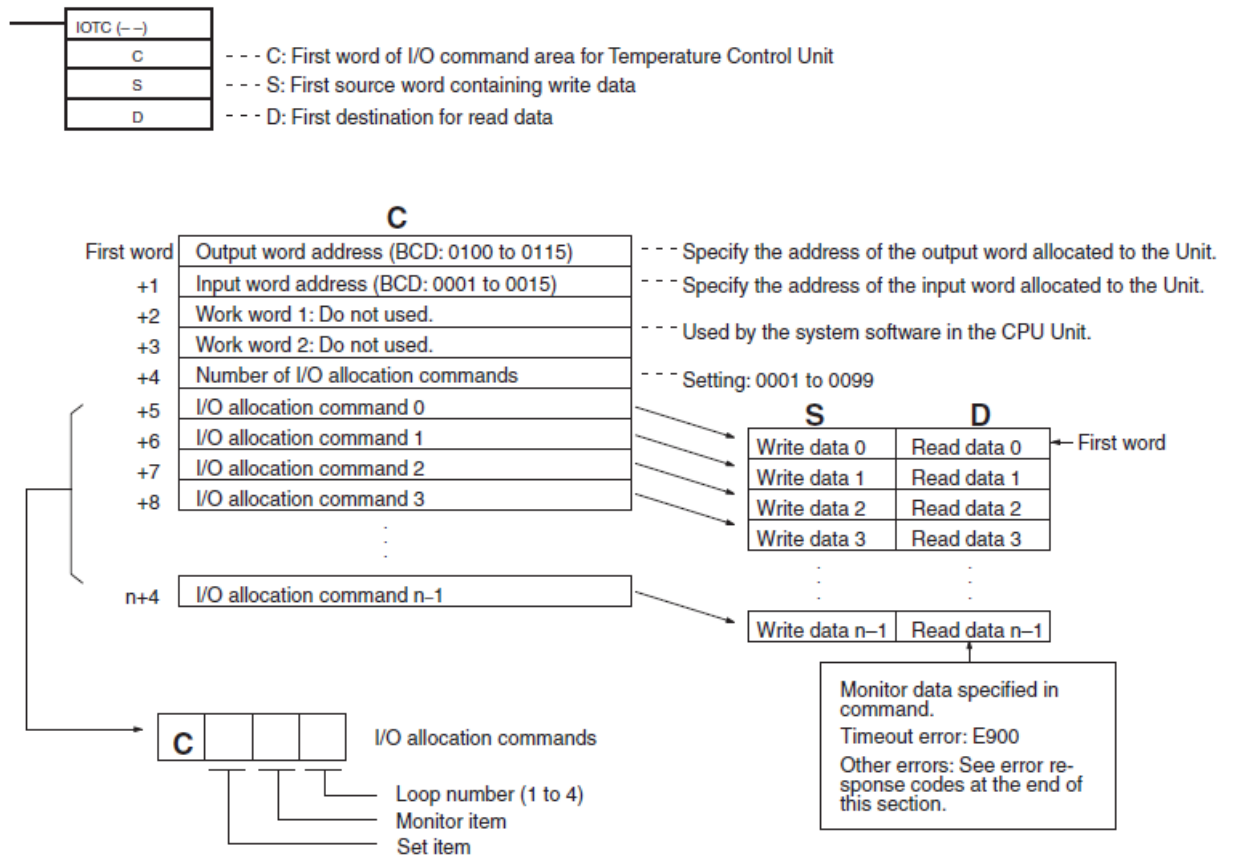 IOTC (– –)
C
- - - C: First word of I/O command area for Temperature Control Unit
S
- - - S: First source word containing write data
D
- - - D: First destination for read data
C
First word Output word address (BCD: 0100 to 0115) - - - Specify the address of the output word allocated to the Unit.
+1 Input word address (BCD: 0001 to 0015) - - - Specify the address of the input word allocated to the Unit.
+2 Work word 1: Do not used.
- - - Used by the system software in the CPU Unit.
+3 Work word 2: Do not used.
+4 Number of I/O allocation commands - - - Setting: 0001 to 0099
+5 I/O allocation command 0
S D
+6 I/O allocation command 1
Write data 0 Read data 0 First word
+7 I/O allocation command 2
Write data 1 Read data 1
+8 I/O allocation command 3
Write data 2 Read data 2
Write data 3 Read data 3
n+4 I/O allocation command n–1
Write data n–1 Read data n–1
Monitor data specified in
command.
Timeout error: E900
Other errors: See error re-
sponse codes at the end of
this section.
C I/O allocation commands
Loop number (1 to 4)
Monitor item
Set item